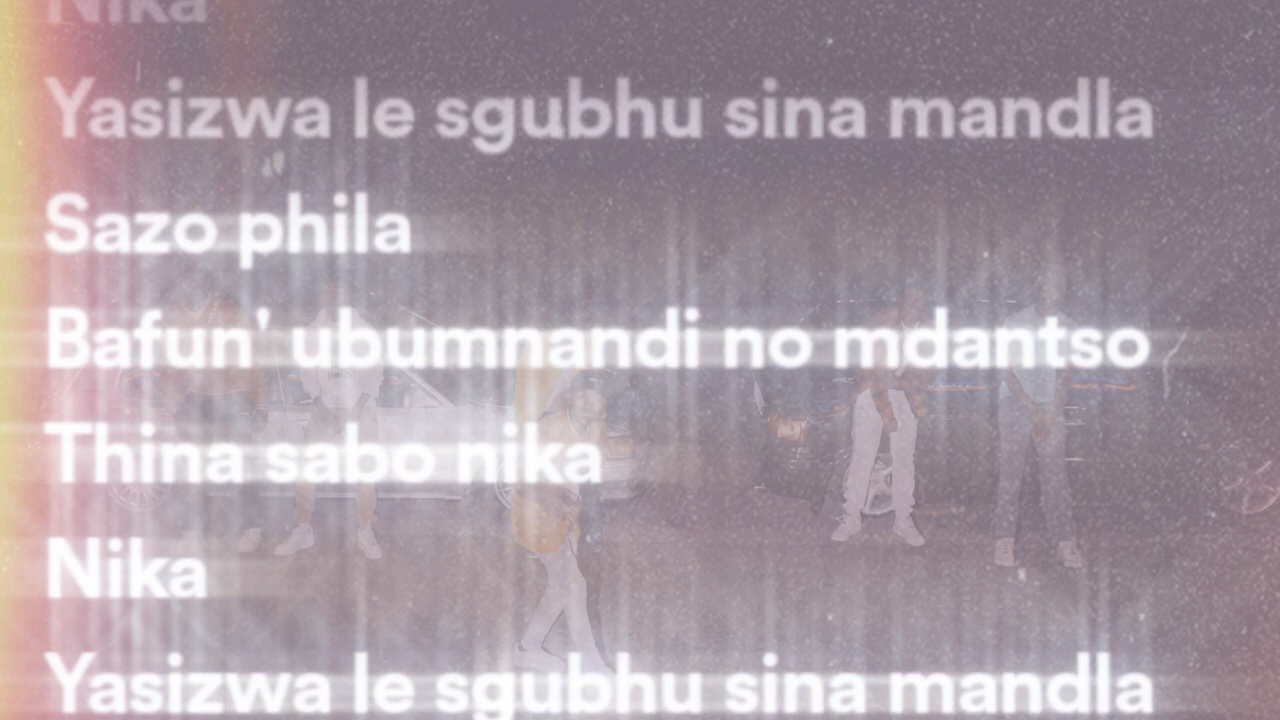 Nika
Yasizwa le sgubhu sina mandla
Sazo phila
Bafun' ubumnandi no mdantso
Thina sabo nika
Nika
Yasizwa le sgubhu sina mandla